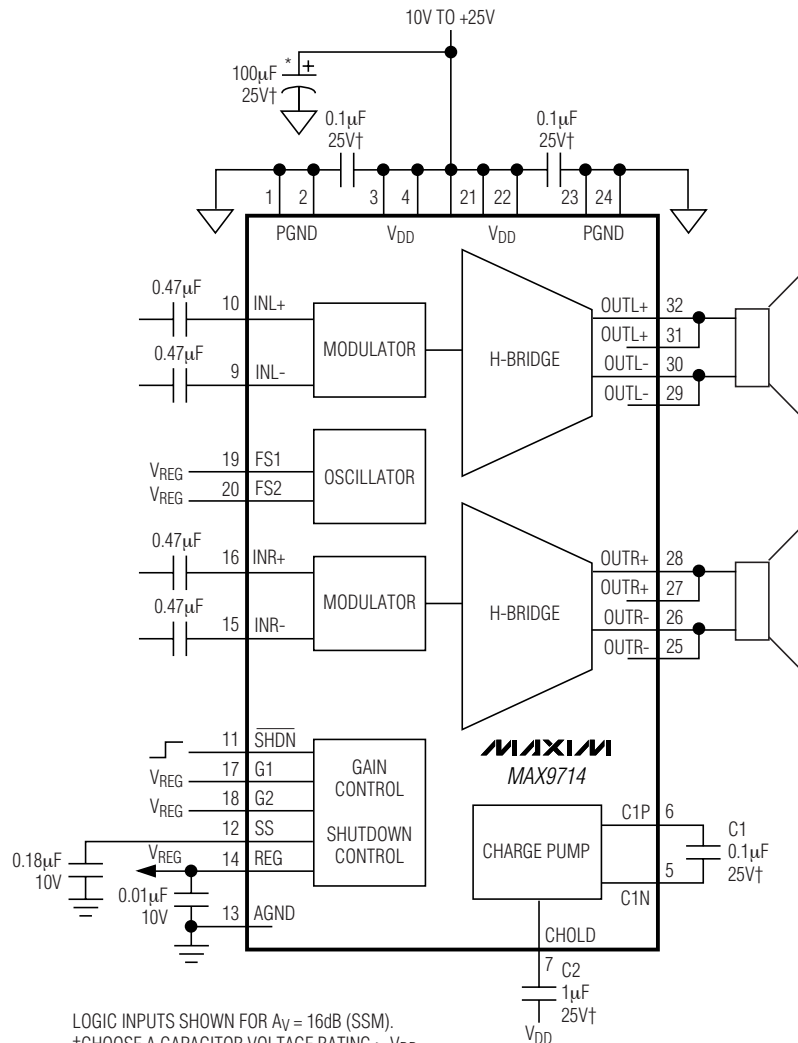 10V TO +25V
100μF
25V†
* +
0.1μF
25V†
0.1μF
25V†
1 2 3 4 21 22 23 24
PGND VDD VDD PGND
0.47μF
10 INL+
0.47μF
9 INL-
MODULATOR
H-BRIDGE
OUTL+ 32
OUTL+ 31
OUTL- 30
OUTL- 29
VREG 19 FS1
VREG 20 FS2
OSCILLATOR
0.47μF
16 INR+
0.47μF
15 INR-
MODULATOR
H-BRIDGE
OUTR+ 28
OUTR+ 27
OUTR- 26
OUTR- 25
11 SHDN
VREG 17 G1
VREG 18 G2
12 SS
VREG 14 REG
GAIN
CONTROL
SHUTDOWN
CONTROL
0.18μF
10V
0.01μF
10V
13 AGND
MAXIM
MAX9714
CHARGE PUMP
C1P 6
C1
0.1μF
25V†
5
C1N
CHOLD
7 C2
1μF
25V†
VDD
LOGIC INPUTS SHOWN FOR AV = 16dB (SSM).